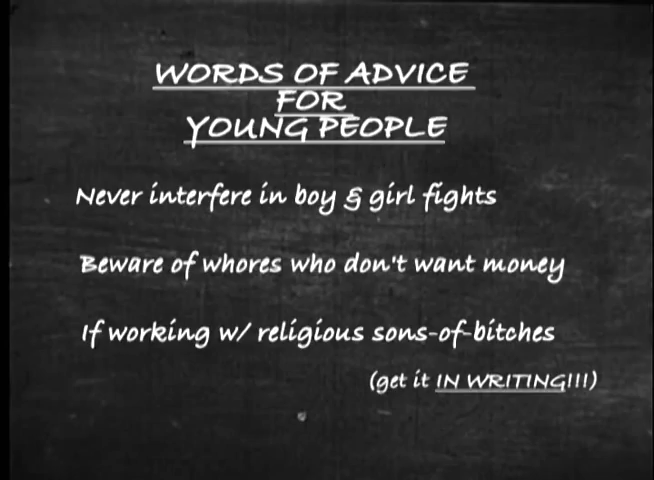 WORDS OF ADVICE
FOR
YOUNG PEOPLE
Never interfere in boy & girl fights
Beware of whores who don't want money
If working w/ religious sons-of-bitches
(get it IN WRITING!!!)